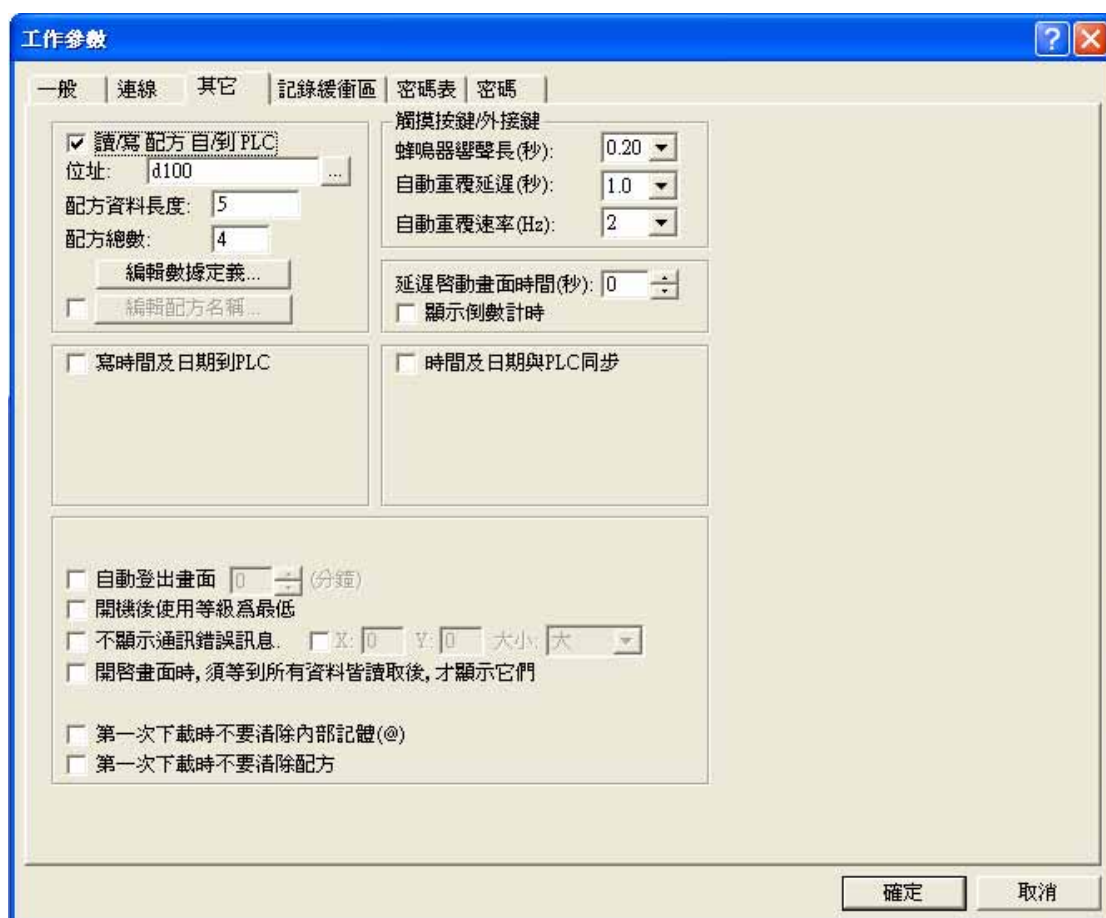 工作參數
一般 連線 其它 記錄緩衝區 密碼表 密碼
讀/寫 配方 自/到 PLC
位址: d100 ...
配方資料長度: 5
配方總數: 4
編輯數據定義...
編輯配方名稱...
觸摸按鍵/外接鍵
蜂鳴器響聲長(秒): 0.20
自動重覆延遲(秒): 1.0
自動重覆速率(Hz): 2
延遲啓動畫面時間(秒): 0
顯示倒數計時
寫時間及日期到PLC
時間及日期與PLC同步
自動登出畫面 0 (分鐘)
開機後使用等級爲最低
不顯示通訊錯誤訊息. X: 0 Y: 0 大小: 大
開啓畫面時, 須等到所有資料皆讀取後, 才顯示它們
第一次下載時不要清除內部記體(@)
第一次下載時不要清除配方
確定 取消